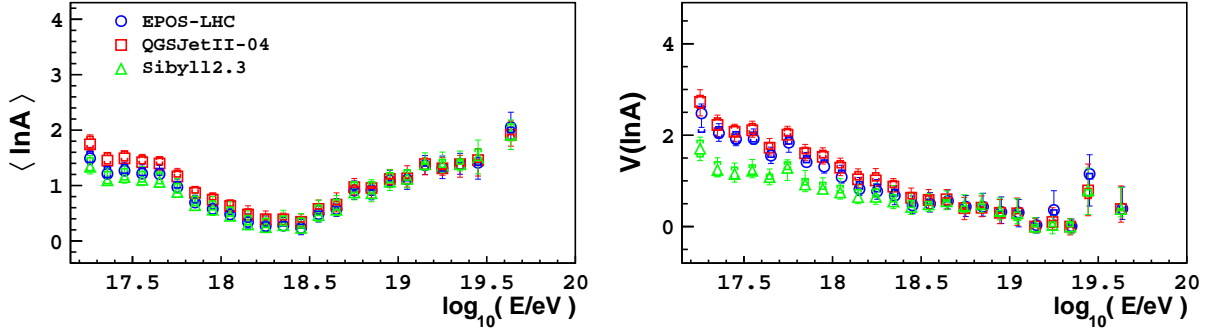 4
3
2
1
0
⟨ lnA ⟩
EPOS-LHC
QGSJetII-04
Sibyll2.3
17.5 18 18.5 19 19.5 20
log10( E/eV )
4
2
0
V(lnA)
17.5 18 18.5 19 19.5 20
log10( E/eV )